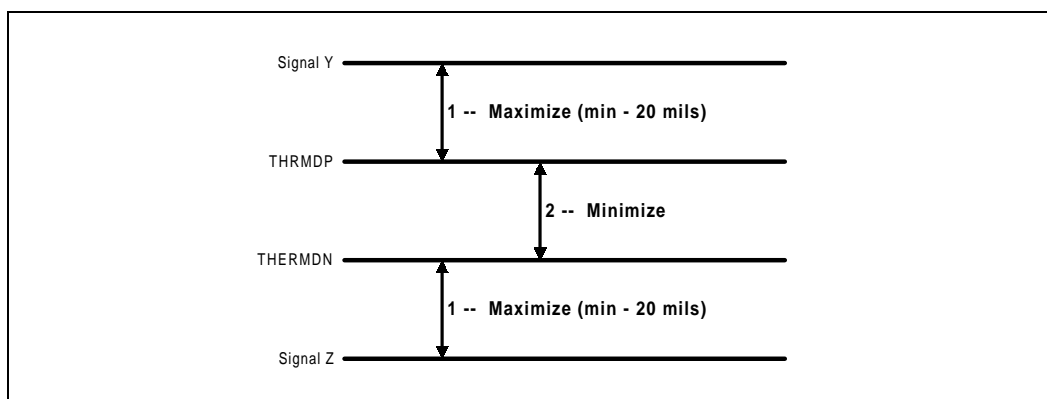 Signal Y
1 -- Maximize (min - 20 mils)
THRMDP
2 -- Minimize
THERMDN
1 -- Maximize (min - 20 mils)
Signal Z